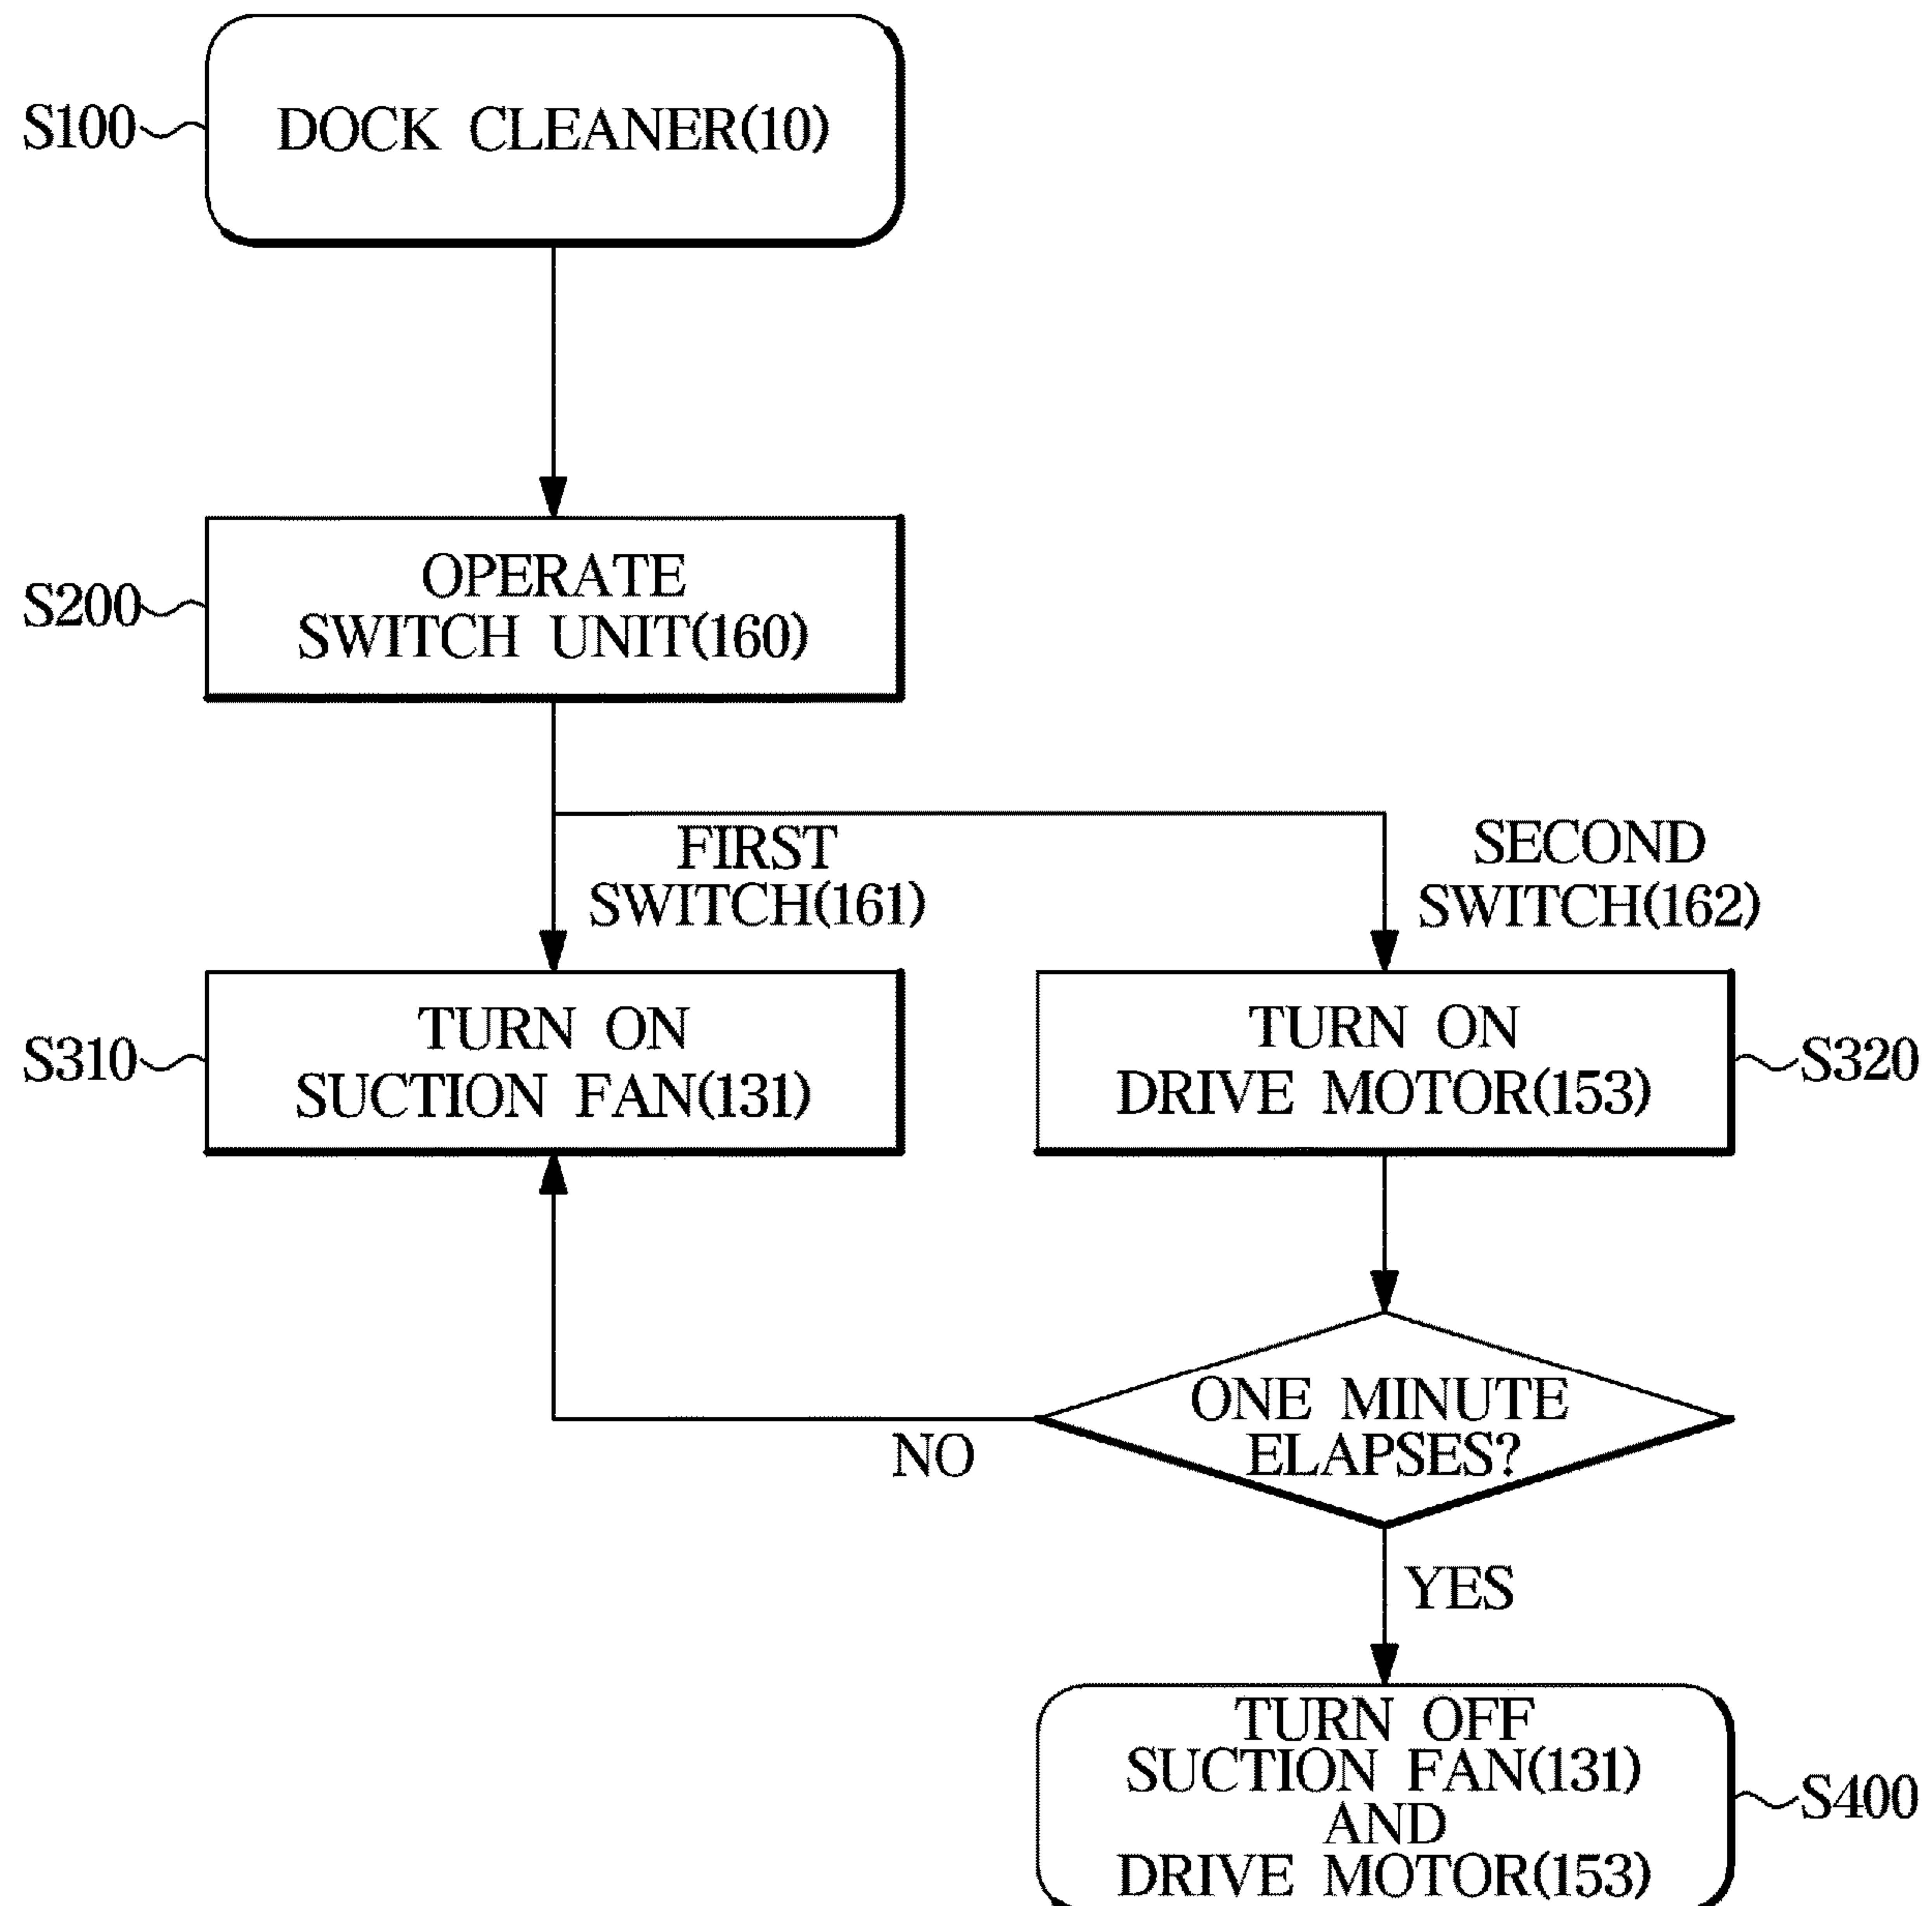 S100
DOCK CLEANER(10)
S200
OPERATE
SWITCH UNIT(160)
FIRST
SWITCH(161)
SECOND
SWITCH(162)
S310
TURN ON
SUCTION FAN(131)
TURN ON
DRIVE MOTOR(153)
S320
ONE MINUTE
ELAPSES?
NO
YES
TURN OFF
SUCTION FAN(131)
AND
DRIVE MOTOR(153)
S400